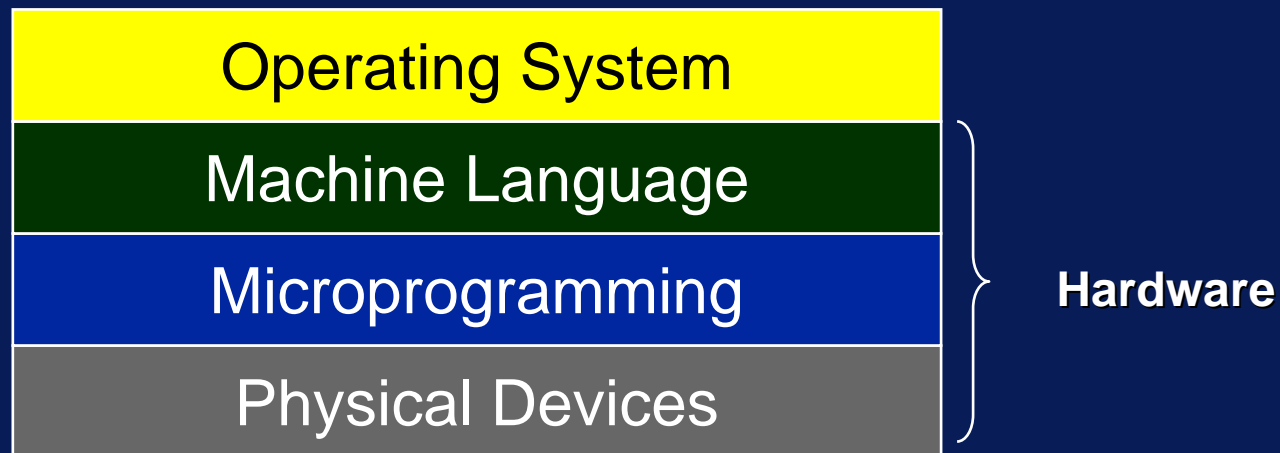 Operating System
Machine Language
Microprogramming
Hardware
Physical Devices